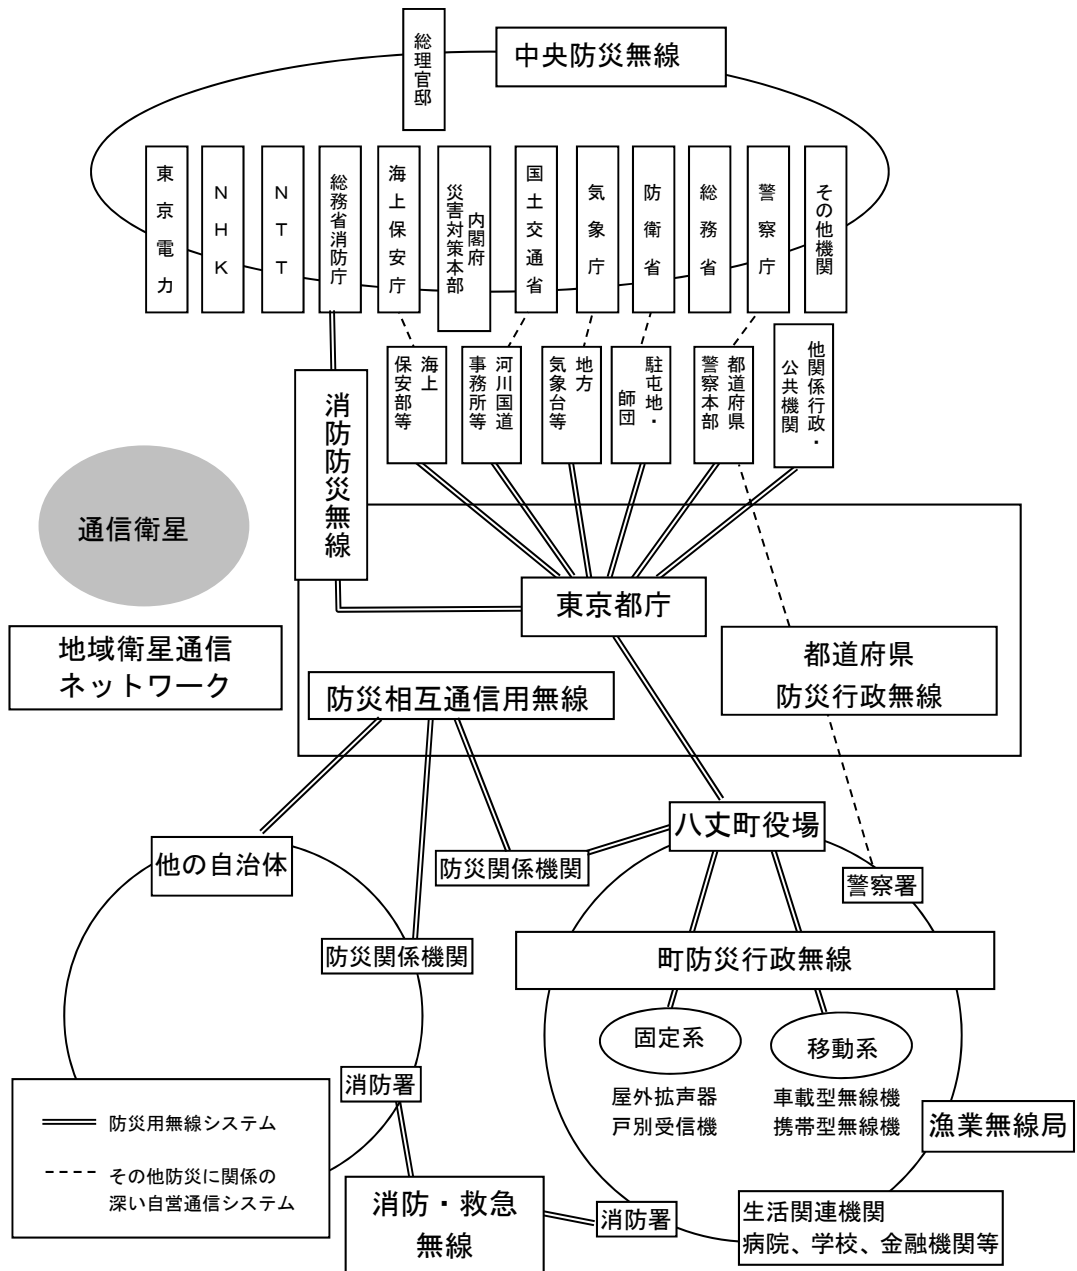 総理官邸
中央防災無線
東京電力
ＮＨＫ
ＮＴＴ
総務省消防庁
海上保安庁
内閣府
災害対策本部
国土交通省
気象庁
防衛省
総務省
警察庁
その他機関
海上
保安部等
河川国道
事務所等
地方
気象台等
駐屯地・
師団
都道府県
警察本部
他関係行政・
公共機関
消防防災無線
通信衛星
東京都庁
地域衛星通信
ネットワーク
都道府県
防災行政無線
防災相互通信用無線
八丈町役場
他の自治体
防災関係機関
警察署
防災関係機関
町防災行政無線
固定系
移動系
屋外拡声器
戸別受信機
車載型無線機
携帯型無線機
消防署
漁業無線局
防災用無線システム
その他防災に関係の
深い自営通信システム
消防・救急
無線
消防署
生活関連機関
病院、学校、金融機関等